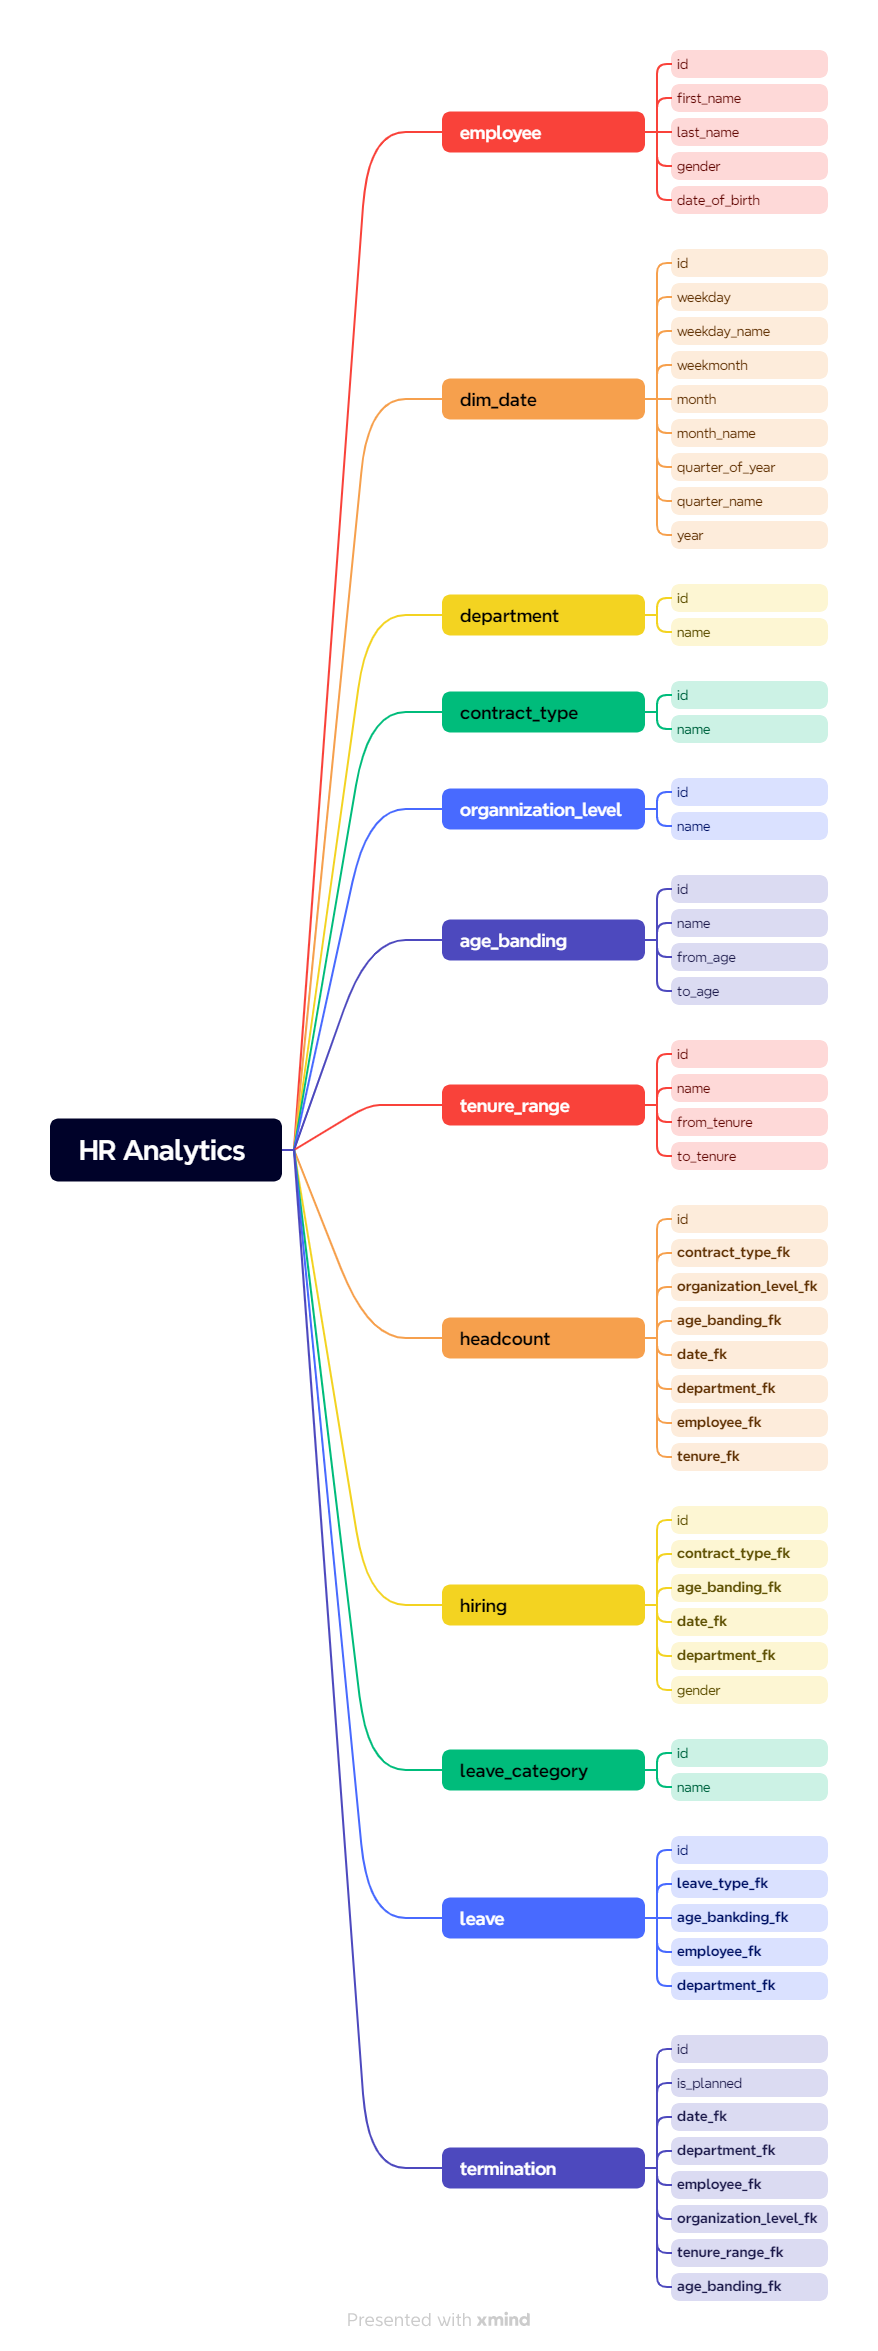 HR Analytics
employee
id
first_name
last_name
gender
date_of_birth
dim_date
id
weekday
weekday_name
weekmonth
month
month_name
quarter_of_year
quarter_name
year
department
id
name
contract_type
id
name
organnization_level
id
name
age_banding
id
name
from_age
to_age
tenure_range
id
name
from_tenure
to_tenure
headcount
id
contract_type_fk
organization_level_fk
age_banding_fk
date_fk
department_fk
employee_fk
tenure_fk
hiring
id
contract_type_fk
age_banding_fk
date_fk
department_fk
gender
leave_category
id
name
leave
id
leave_type_fk
age_bankding_fk
employee_fk
department_fk
termination
id
is_planned
date_fk
department_fk
employee_fk
organization_level_fk
tenure_range_fk
age_banding_fk
Presented with xmind